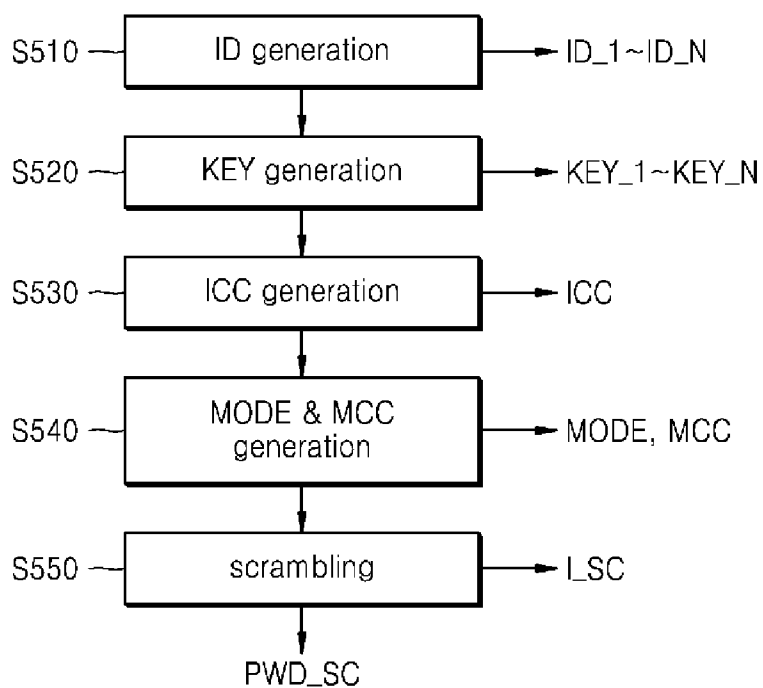 S510 ID generation ID_1~ID_N
S520 KEY generation KEY_1~KEY_N
S530 ICC generation ICC
S540 MODE & MCC generation MODE, MCC
S550 scrambling I_SC
PWD_SC